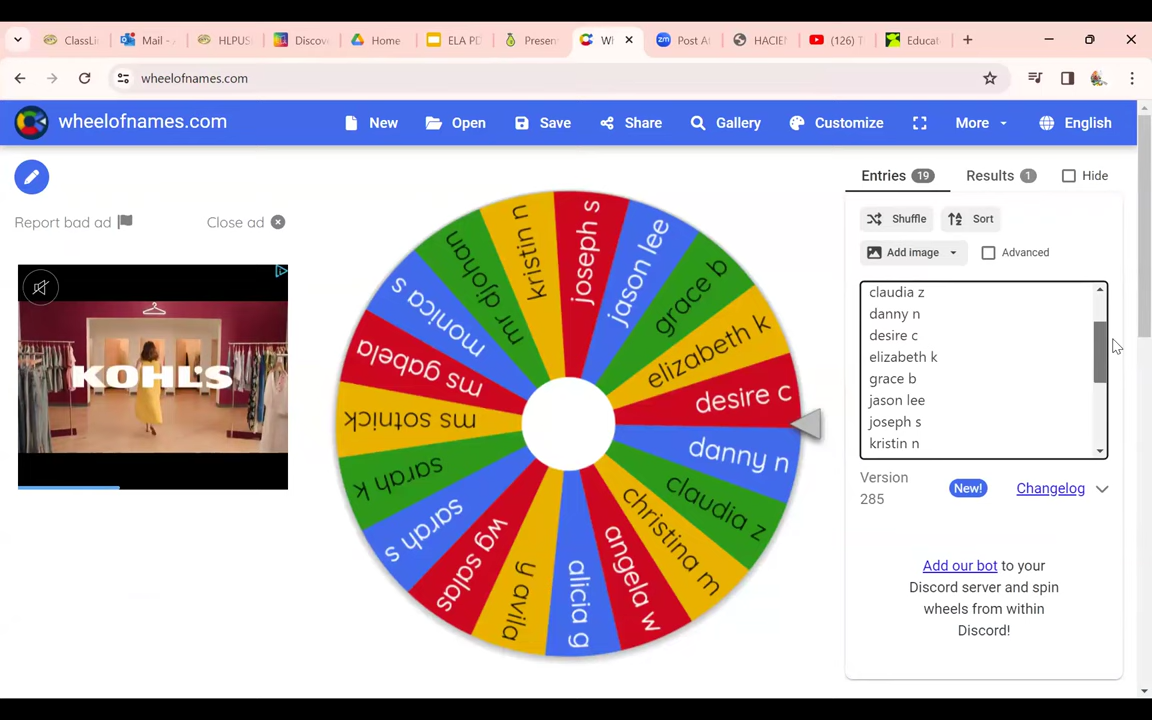 ClassLi
Mail -
HLPUS
Discov
Home
ELA PD
Presen
Wh
Post A
HACIEN
(126) T
Educat
wheelofnames.com
wheelofnames.com
New
Open
Save
Share
Gallery
Customize
More
English
Report bad ad
Close ad
KOHL'S
joseph s
jason lee
grace b
elizabeth k
desire c
danny n
claudia z
christina m
angela w
alicia g
y avila
wg salas
sarah s
sarah k
ms sotnick
ms gabela
monica s
mr djohan
kristin n
Entries 19
Results 1
Hide
Shuffle
Sort
Add image
Advanced
claudia z
danny n
desire c
elizabeth k
grace b
jason lee
joseph s
kristin n
Version
285
New!
Changelog
Add our bot to your
Discord server and spin
wheels from within
Discord!